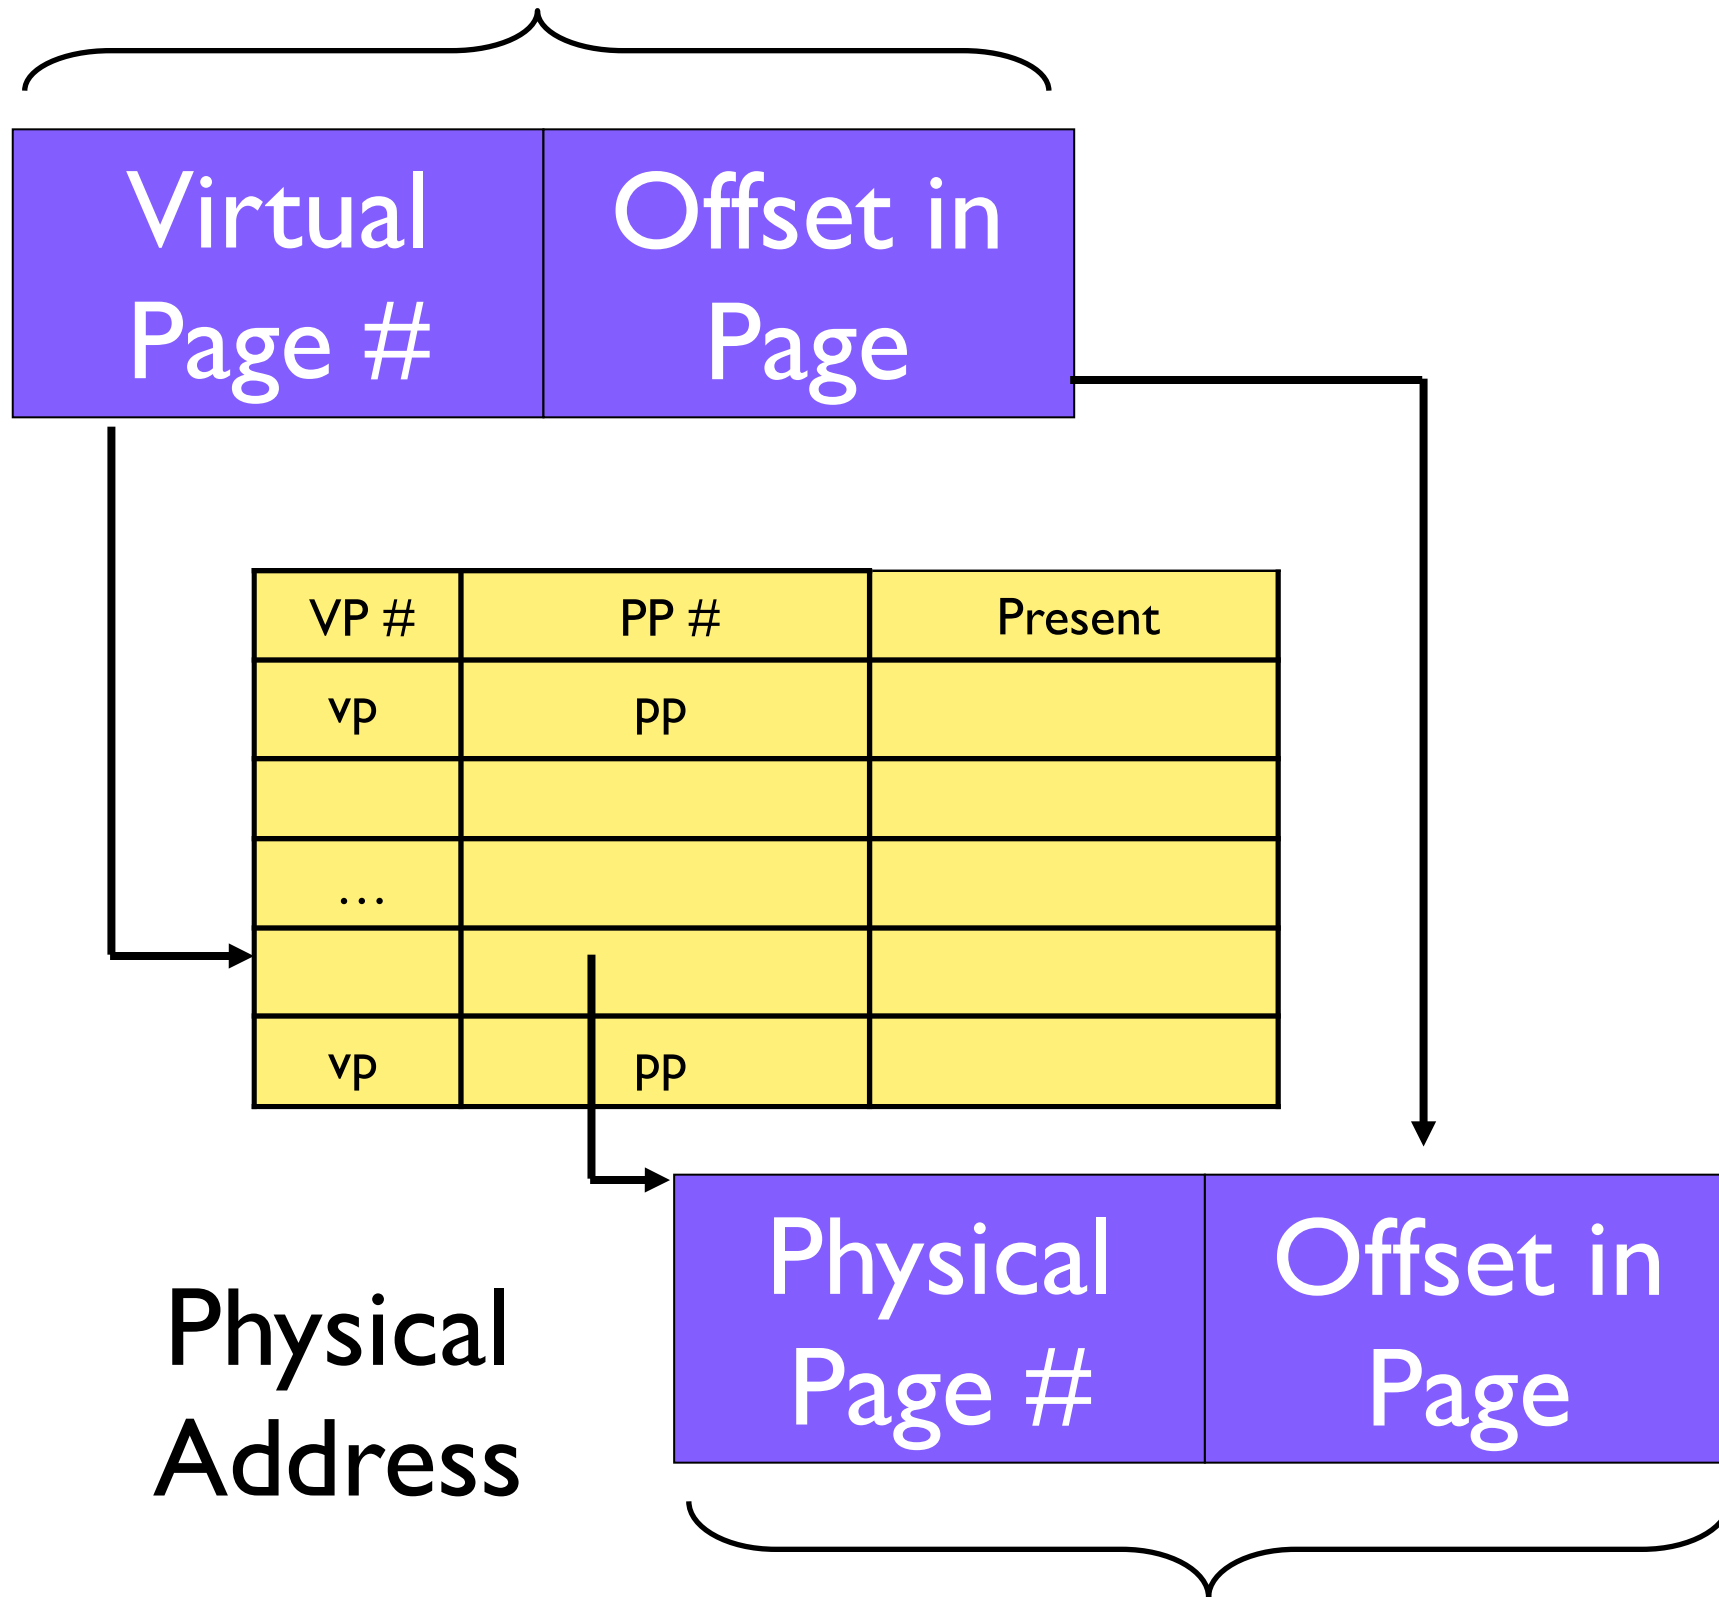 Virtual
Page #
Offset in
Page
VP # PP # Present
vp pp
…
vp pp
Physical
Page #
Offset in
Page
Physical
Address